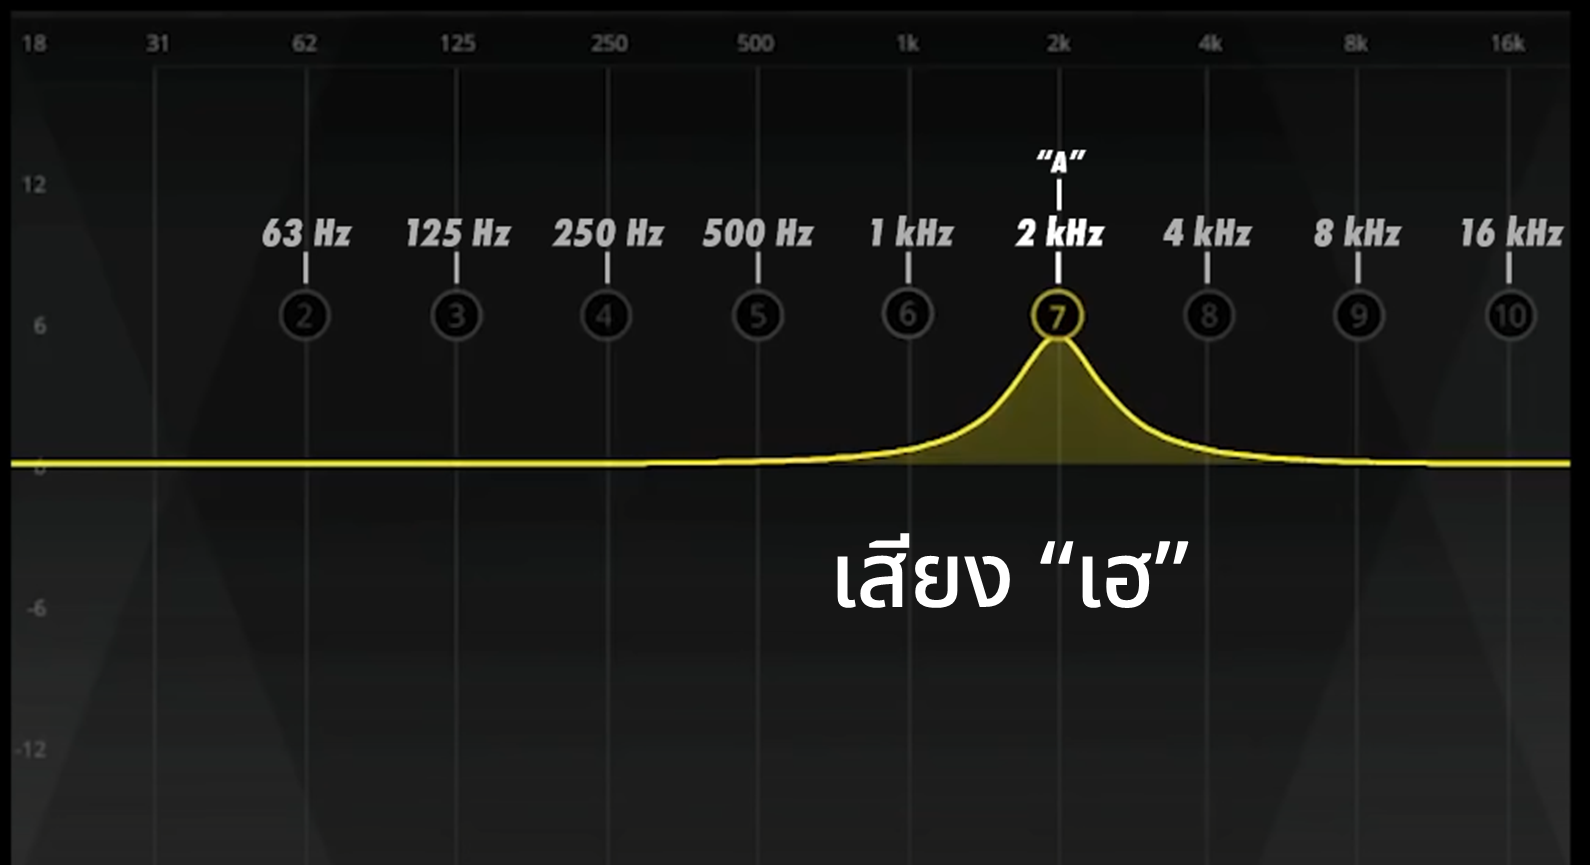 18 31 62 125 250 500 1k 2k 4k 8k 16k
“A”
12
63 Hz 125 Hz 250 Hz 500 Hz 1 kHz 2 kHz 4 kHz 8 kHz 16 kHz
2 3 4 5 6 7 8 9 10
6
0
เสียง “เฮ”
-6
-12